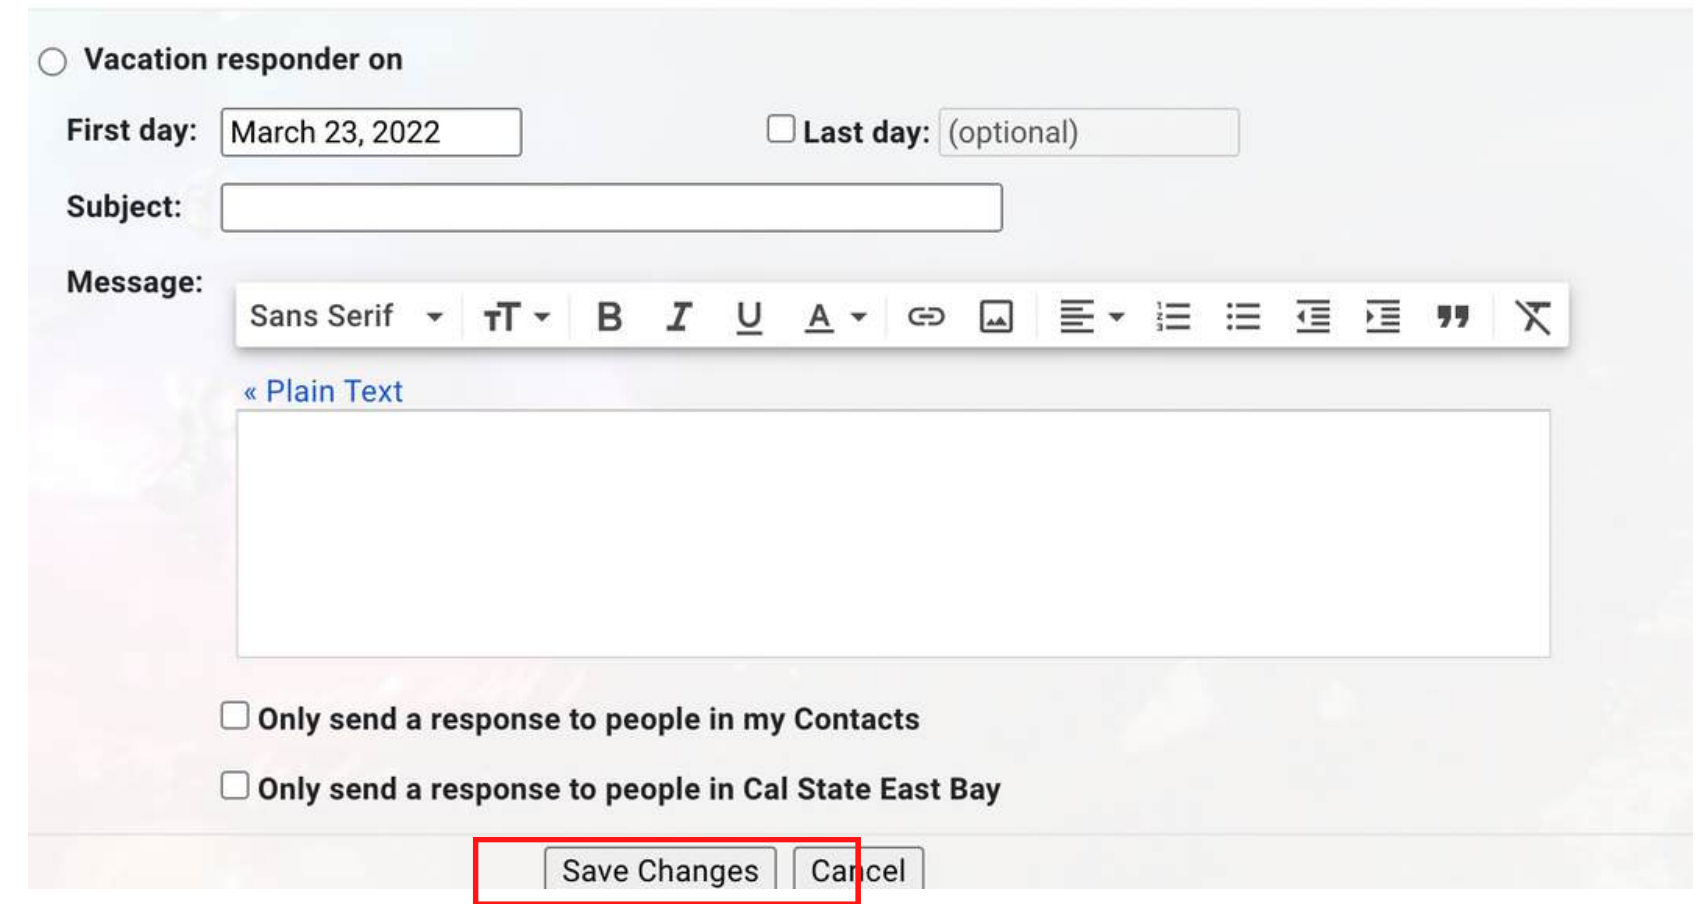 Vacation responder on
First day: March 23, 2022 Last day: (optional)
Subject:
Message:
Sans Serif
« Plain Text
Only send a response to people in my Contacts
Only send a response to people in Cal State East Bay
Save Changes Cancel